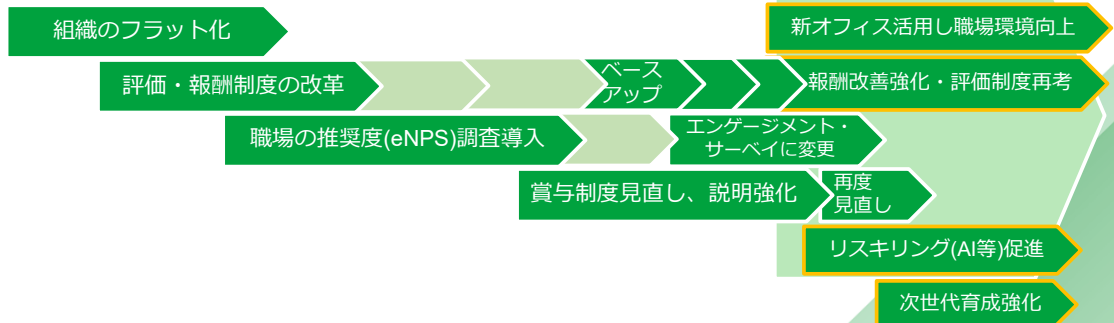 組織のフラット化
新オフィス活用し職場環境向上
評価・報酬制度の改革
ベース
アップ
報酬改善強化・評価制度再考
職場の推奨度(eNPS)調査導入
エンゲージメント・
サーベイに変更
賞与制度見直し、説明強化
再度
見直し
リスキリング(AI等)促進
次世代育成強化